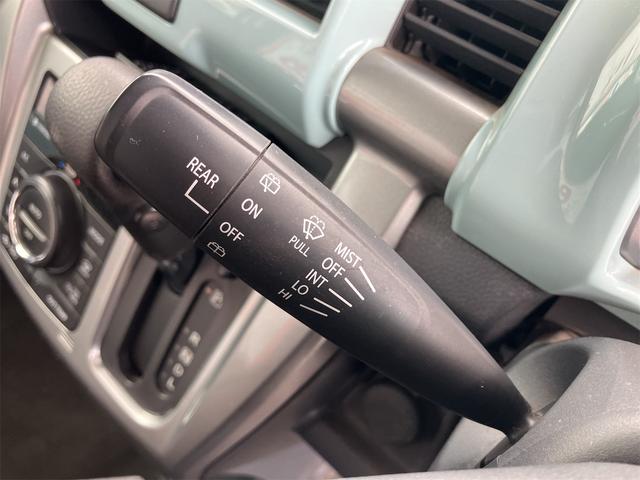 REAR
ON
OFF
PULL
MIST
OFF
INT
LO
HI